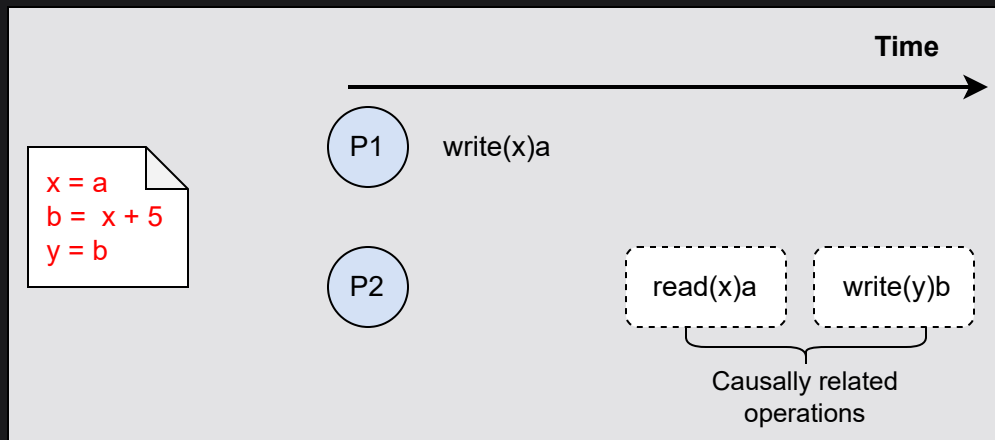 Time
P1
write(x)a
x = a
b = x + 5
y = b
P2
read(x)a
write(y)b
Causally related
operations